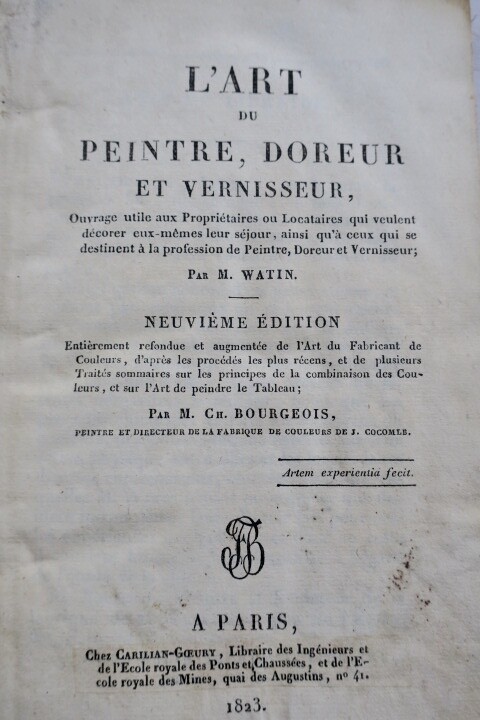 L'ART
DU
PEINTRE, DOREUR
ET VERNISSEUR,
Ouvrage utile aux Propriétaires ou Locataires qui veulent
décorer eux-mêmes leur séjour, ainsi qu'à ceux qui se
destinent à la profession de Peintre, Doreur et Vernisseur;
PAR M. WATIN.
NEUVIÈME ÉDITION
Entièrement refondue et augmentée de l'Art du Fabricant de
Couleurs, d'après les procédés les plus récens, et de plusieurs
Traités sommaires sur les principes de la combinaison des Cou-
leurs, et sur l'Art de peindre le Tableau;
PAR M. CH. BOURGEOIS,
PEINTRE ET DIRECTEUR DE LA FABRIQUE DE COULEURS DE J. COCOMLE.
Artem experientia fecit.
A PARIS,
Chez CARILIAN-GŒURY, Libraire des Ingénieurs et
de l'Ecole royale des Ponts et Chaussées, et de l'E-
cole royale des Mines, quai des Augustins, nº 41.
1823.